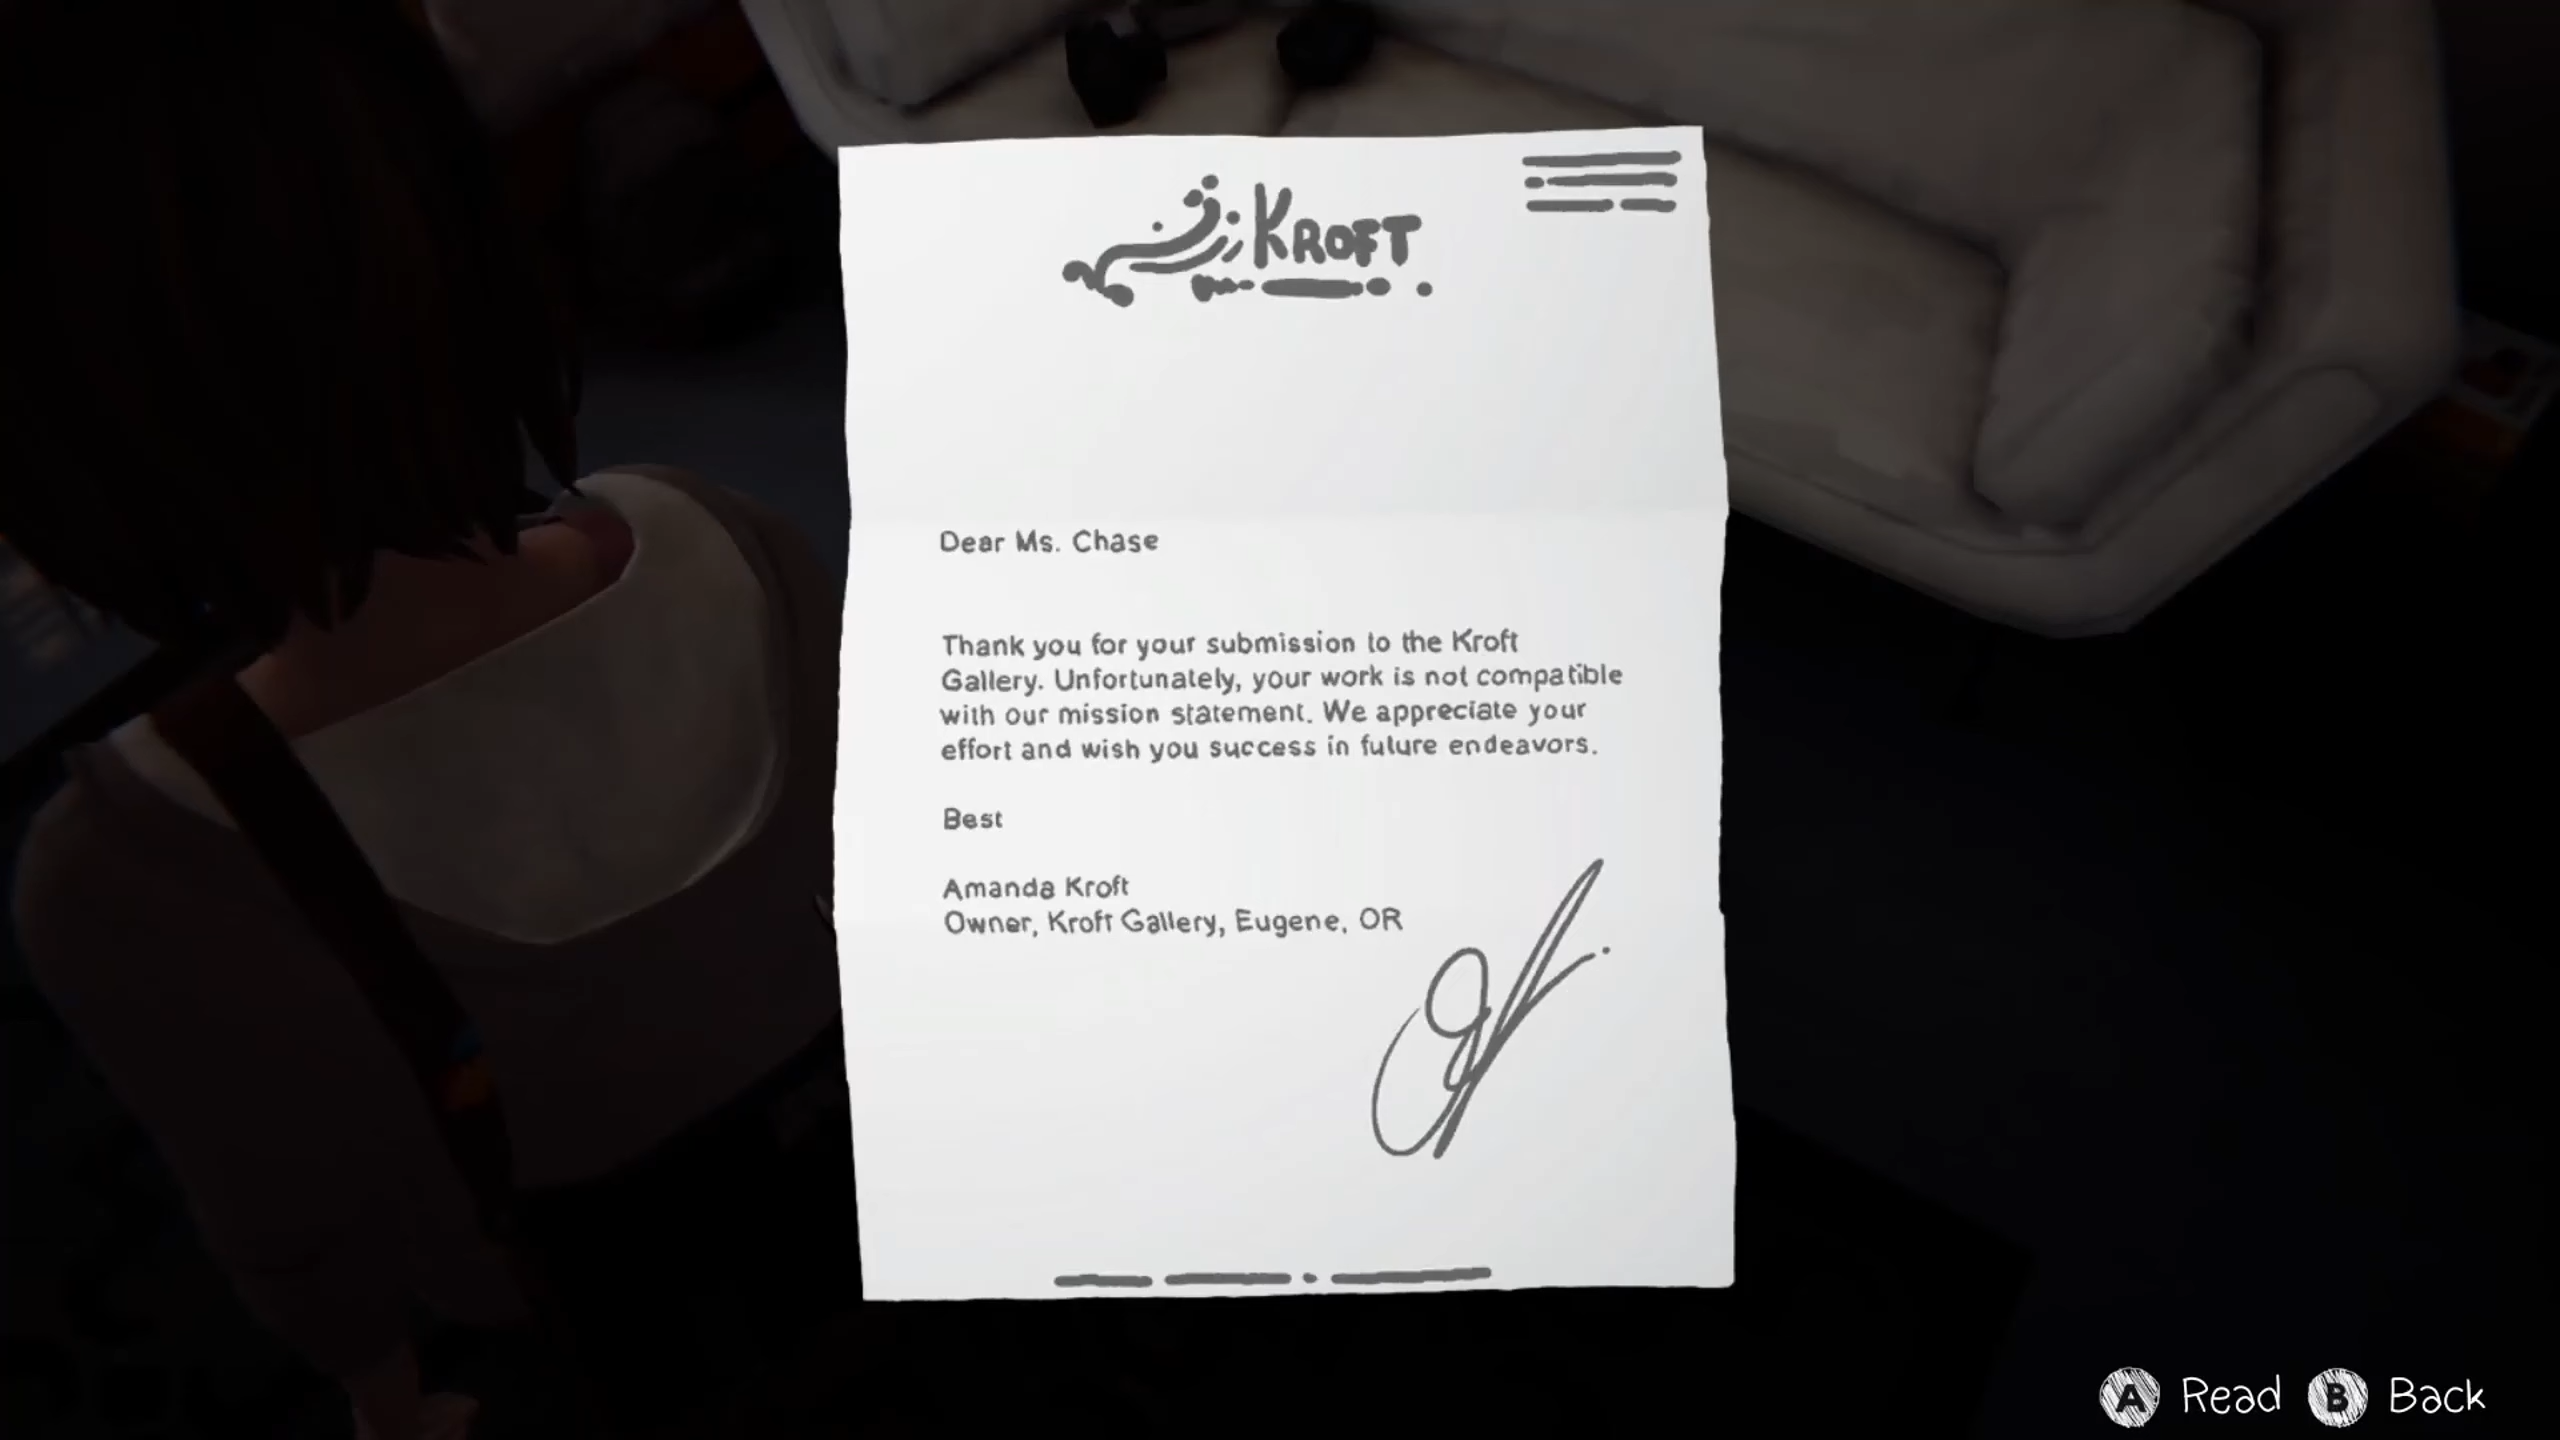 KROFT
Dear Ms. Chase
Thank you for your submission to the Kroft
Gallery. Unfortunately, your work is not compatible
with our mission statement. We appreciate your
effort and wish you success in future endeavors.
Best
Amanda Kroft
Owner, Kroft Gallery, Eugene, OR
A Read B Back